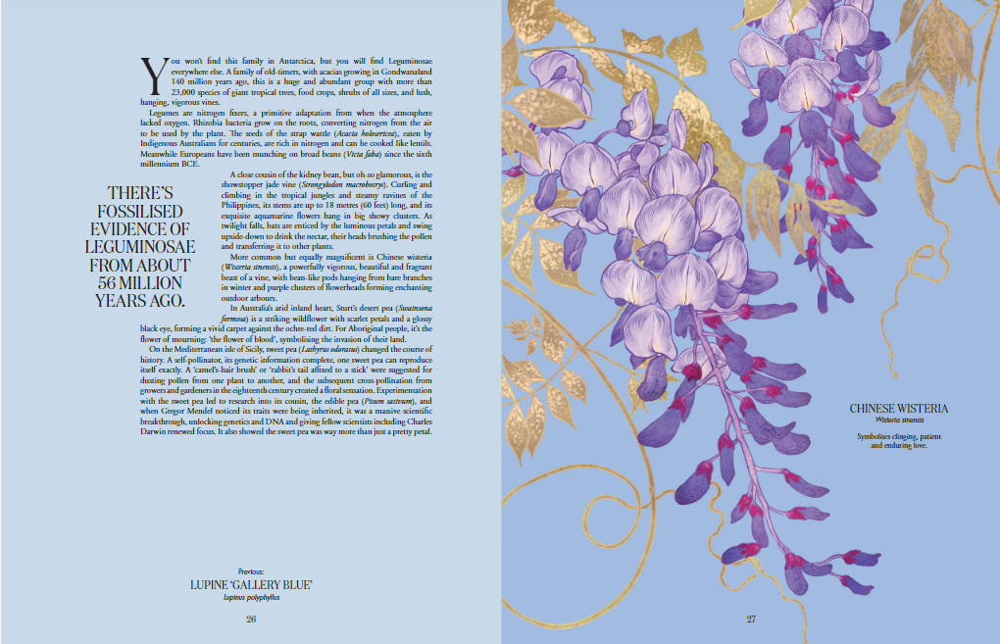 You won't find this family in Antarctica, but you will find Leguminosae
everywhere else. A family of old-timers, with acacias growing in Gondwanaland
140 million years ago, this is a huge and abundant group with more than
23,000 species of giant tropical trees, food crops, shrubs of all sizes, and lush,
hanging, vigorous vines.
Legumes are nitrogen fixers, a primitive adaptation from when the atmosphere
lacked oxygen. Rhizobia bacteria grow on the roots, converting nitrogen from the air
to be used by the plant. The seeds of the strap wattle (Acacia holosericea), eaten by
Indigenous Australians for centuries, are rich in nitrogen and can be cooked like lentils.
Meanwhile Europeans have been munching on broad beans (Vicia faba) since the sixth
millennium BCE.
THERE'S
FOSSILISED
EVIDENCE OF
LEGUMINOSAE
FROM ABOUT
56 MILLION
YEARS AGO.
A close cousin of the kidney bean, but oh-so glamorous, is the
showstopper jade vine (Strongylodon macrobotrys). Curling and
climbing in the tropical jungles and steamy ravines of the
Philippines, its stems are up to 18 metres (60 feet) long, and its
exquisite aquamarine flowers hang in big showy clusters. As
twilight falls, bats are enticed by the luminous petals and swing
upside-down to drink the nectar, their heads brushing the pollen
and transferring it to other plants.
More common but equally magnificent is Chinese wisteria
(Wisteria sinensis), a powerfully vigorous, beautiful and fragrant
beast of a vine, with bean-like pods hanging from bare branches
in winter and purple clusters of flowerheads forming enchanting
outdoor arbours.
In Australia's arid inland heart, Sturt's desert pea (Swainsona
formosa) is a striking wildflower with scarlet petals and a glossy
black eye, forming a vivid carpet against the ochre-red dirt. For Aboriginal people, it's the
flower of mourning: 'the flower of blood', symbolising the invasion of their land.
On the Mediterranean isle of Sicily, sweet pea (Lathyrus odoratus) changed the course of
history. A self-pollinator, its genetic information complete, one sweet pea can reproduce
itself exactly. A 'camel's-hair brush' or 'rabbit's tail affixed to a stick' were suggested for
dusting pollen from one plant to another, and the subsequent cross-pollination from
growers and gardeners in the eighteenth century created a floral sensation. Experimentation
with the sweet pea led to research into its cousin, the edible pea (Pisum sativum), and
when Gregor Mendel noticed its traits were being inherited, it was a massive scientific
breakthrough, unlocking genetics and DNA and giving fellow scientists including Charles
Darwin renewed focus. It also showed the sweet pea was way more than just a pretty petal.
Previous:
LUPINE 'GALLERY BLUE'
Lupinus polyphyllus
26
CHINESE WISTERIA
Wisteria sinensis
Symbolises clinging, patient
and enduring love.
27